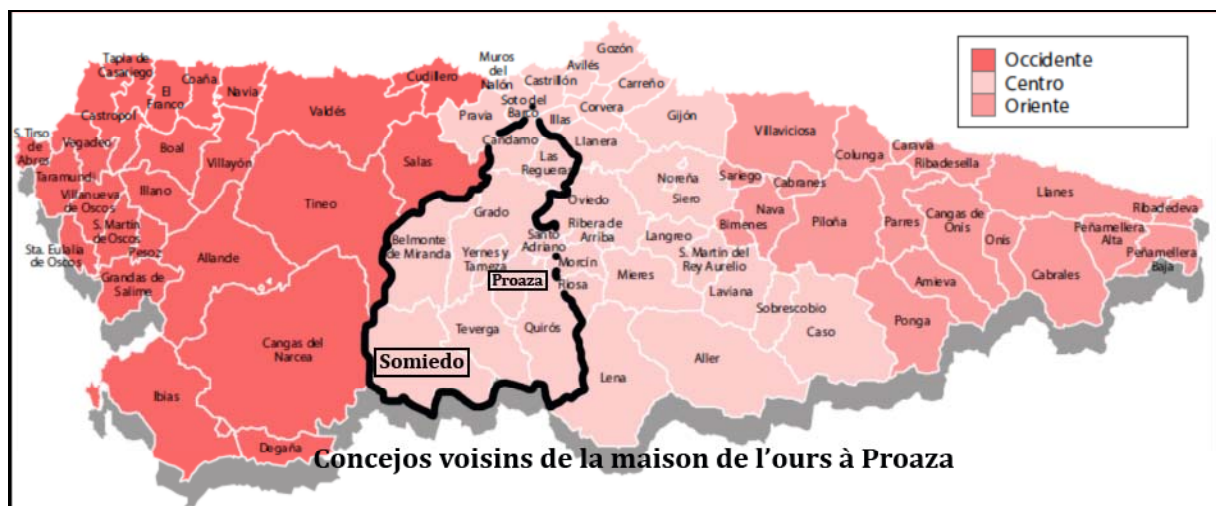 Occidente
Centro
Oriente
Tapia de
Casariego
El
Franco
Coaña
Navia
Valdés
Cudillero
Muros
del
Nalón
Soto del
Barco
Castrillón
Avilés
Gozón
Carreño
Corvera
Illas
Pravia
Candamo
Las
Regueras
Llanera
Gijón
Villaviciosa
Colunga
Caravia
Ribadesella
Llanes
Ribadedeva
S. Tirso
de
Abres
Vegadeo
Castropol
Taramundi
Villanueva
de Oscos
S. Martín
de Oscos
Sta. Eulalia
de Oscos
Pesoz
Grandas de
Salime
Illano
Boal
Villayón
Allande
Tineo
Salas
Belmonte
de Miranda
Grado
Yernes y
Tameza
Santo
Adriano
Proaza
Oviedo
Ribera de
Arriba
Morcín
Riosa
Noreña
Siero
Langreo
Mieres
S. Martín del
Rey Aurelio
Laviana
Sobrescobio
Caso
Sariego
Cabranes
Nava
Bimenes
Piloña
Parres
Cangas de
Onís
Onís
Amieva
Ponga
Cabrales
Peñamellera
Alta
Peñamellera
Baja
Cangas del
Narcea
Ibias
Degaña
Somiedo
Teverga
Quirós
Lena
Aller
Concejos voisins de la maison de l'ours à Proaza